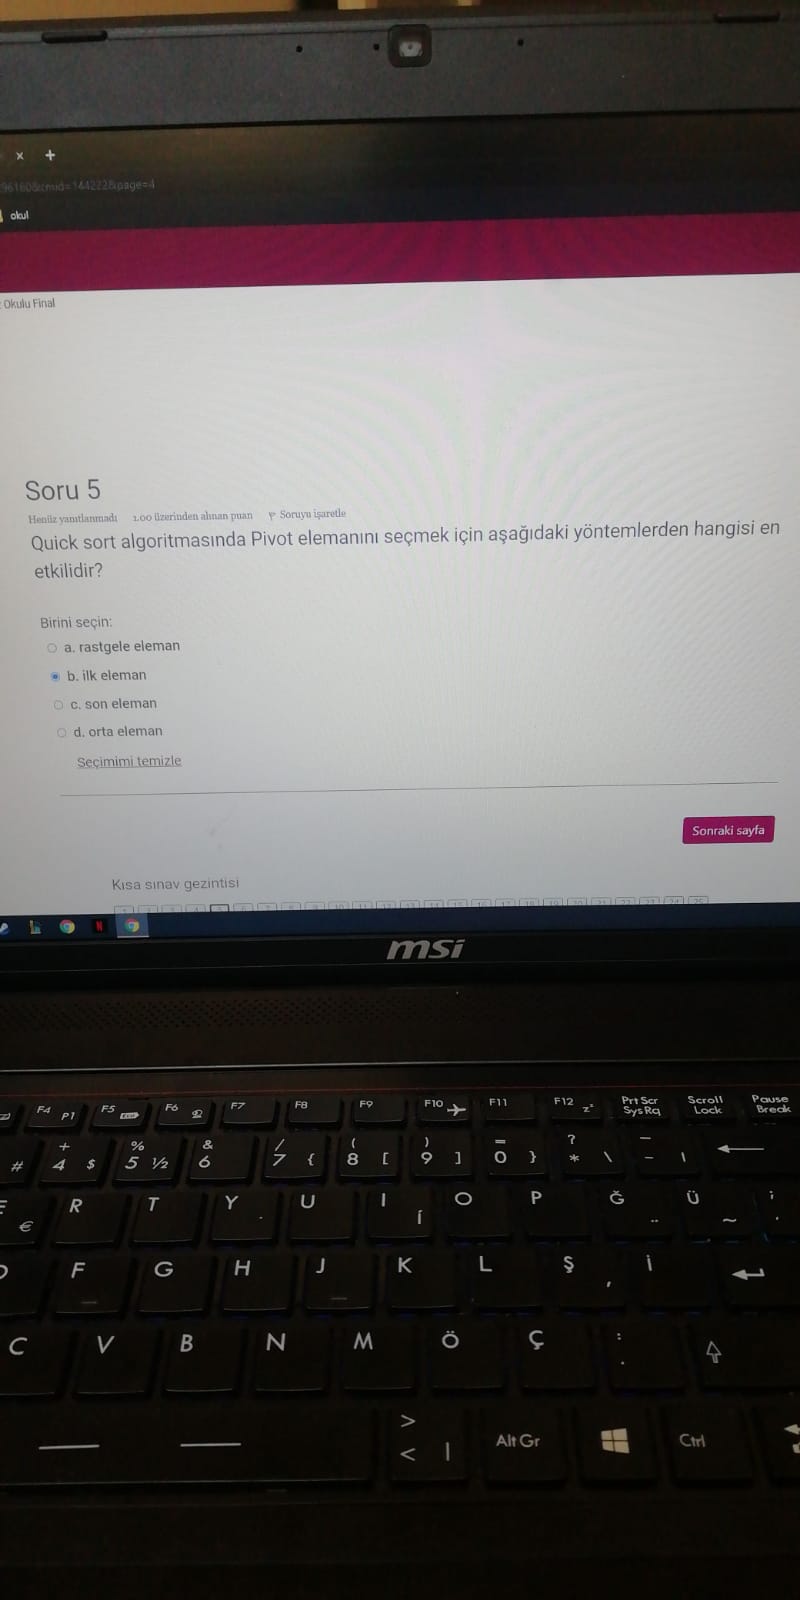 x +
96160&cmid=144222&page=4
okul
Okulu Final
Soru 5
Henüz yanıtlanmadı 1.00 üzerinden alınan puan Soruyu işaretle
Quick sort algoritmasında Pivot elemanını seçmek için aşağıdaki yöntemlerden hangisi en
etkilidir?
Birini seçin:
a. rastgele eleman
b. ilk eleman
c. son eleman
d. orta eleman
Seçimimi temizle
Sonraki sayfa
Kısa sınav gezintisi
msi
F4 P1 F5 F6 F7 F8 F9 F10 F11 F12 zz Prt Scr Scroll Pause
Sys Rq Lock Break
+ % & / ( ) = ? _
# 4 $ 5 ½ 6 7 { 8 [ 9 ] 0 } * \ -
€ R T Y U I İ O P Ğ Ü ~
F G H J K L Ş İ
C V B N M Ö Ç : .
> < | Alt Gr Ctrl